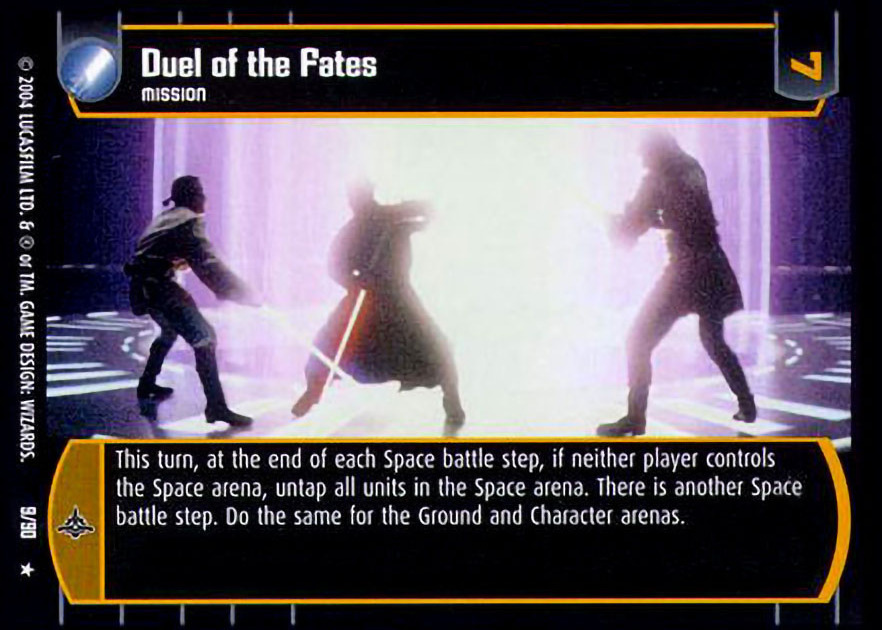 Duel of the Fates
MISSION
7
This turn, at the end of each Space battle step, if neither player controls
the Space arena, untap all units in the Space arena. There is another Space
battle step. Do the same for the Ground and Character arenas.
© 2004 LUCASFILM LTD. & ® or TM. GAME DESIGN: WIZARDS.
9/90